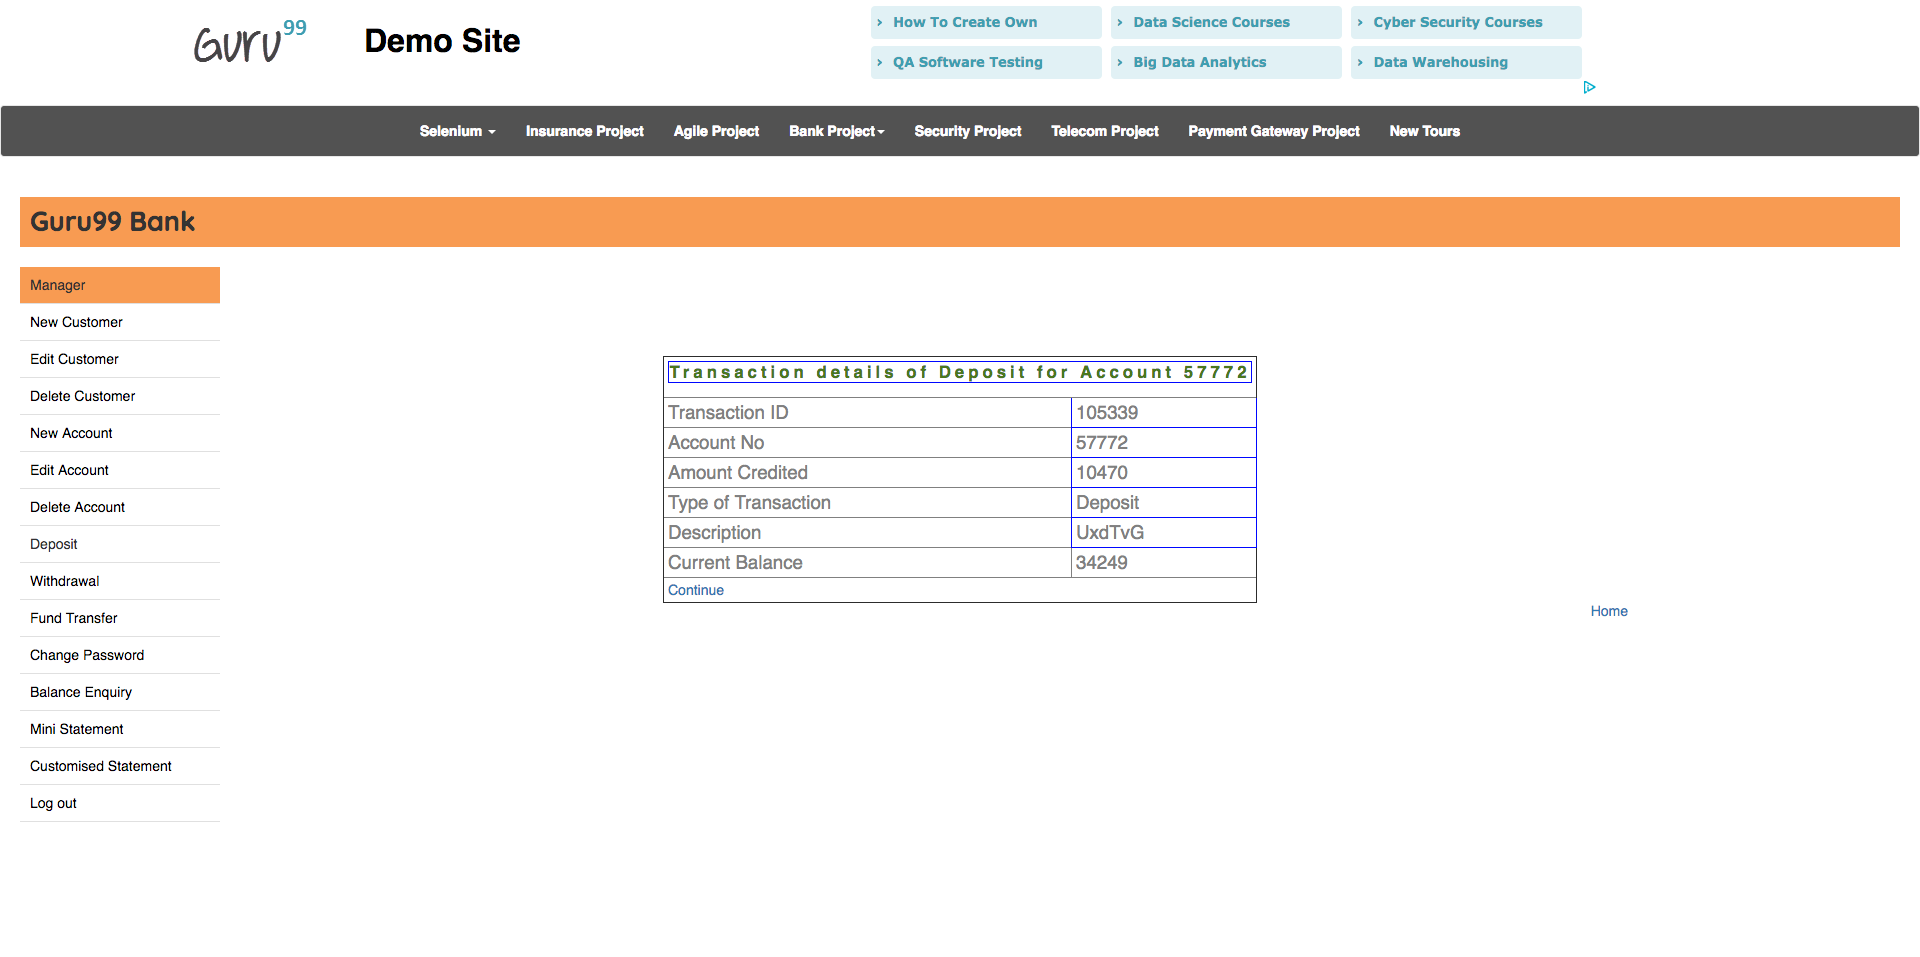 Guru99
Demo Site
› How To Create Own
› Data Science Courses
› Cyber Security Courses
› QA Software Testing
› Big Data Analytics
› Data Warehousing
Selenium Insurance Project Agile Project Bank Project Security Project Telecom Project Payment Gateway Project New Tours
Guru99 Bank
Manager
New Customer
Edit Customer
Delete Customer
New Account
Edit Account
Delete Account
Deposit
Withdrawal
Fund Transfer
Change Password
Balance Enquiry
Mini Statement
Customised Statement
Log out
Transaction details of Deposit for Account 57772
Transaction ID 105339
Account No 57772
Amount Credited 10470
Type of Transaction Deposit
Description UxdTvG
Current Balance 34249
Continue
Home